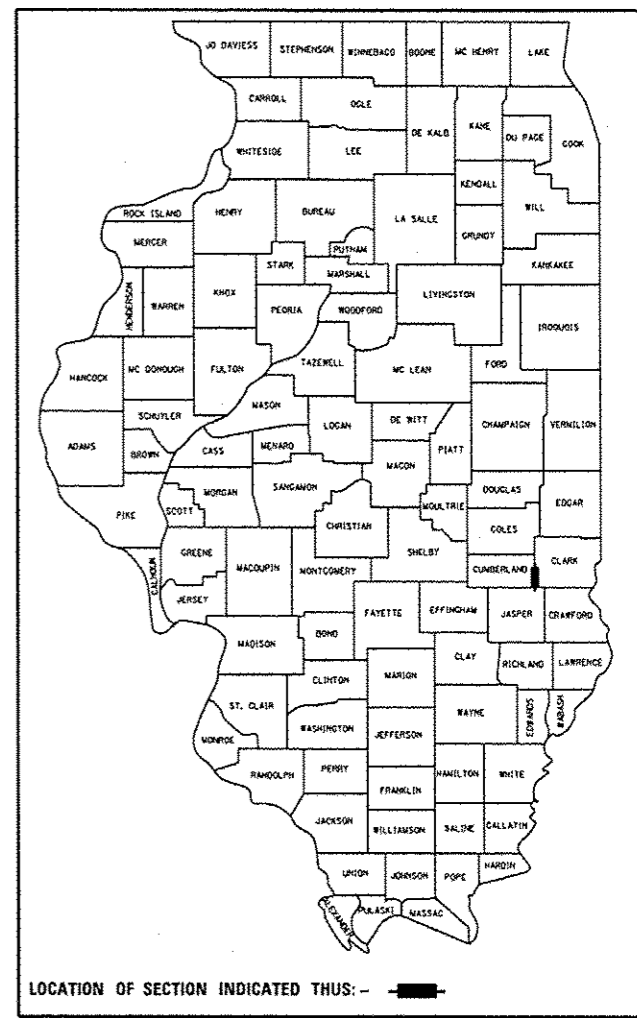 JO DAVIESS STEPHENSON WINNEBAGO BOONE MC HENRY LAKE
CARROLL OGLE DE KALB KANE DU PAGE COOK
WHITESIDE LEE
KENDALL WILL
ROCK ISLAND HENRY BUREAU LA SALLE GRUNDY
MERCER PUTNAM
STARK MARSHALL KANKAKEE
HENDERSON WARREN KNOX PEORIA WOODFORD LIVINGSTON IROQUOIS
HANCOCK MC DONOUGH FULTON TAZEWELL MC LEAN FORD
SCHUYLER MASON
ADAMS BROWN CASS MENARD LOGAN DE WITT PIATT CHAMPAIGN VERMILION
MACON
PIKE SCOTT MORGAN SANGAMON CHRISTIAN MOULTRIE DOUGLAS EDGAR
COLES
CALHOUN GREENE MACOUPIN MONTGOMERY SHELBY CUMBERLAND CLARK
JERSEY FAYETTE EFFINGHAM JASPER CRAWFORD
MADISON BOND
CLAY RICHLAND LAWRENCE
CLINTON MARION
ST. CLAIR WAYNE EDWARDS WABASH
WASHINGTON JEFFERSON
MONROE
RANDOLPH PERRY HAMILTON WHITE
FRANKLIN
JACKSON WILLIAMSON SALINE GALLATIN
UNION JOHNSON POPE HARDIN
ALEXANDER PULASKI MASSAC
LOCATION OF SECTION INDICATED THUS: -